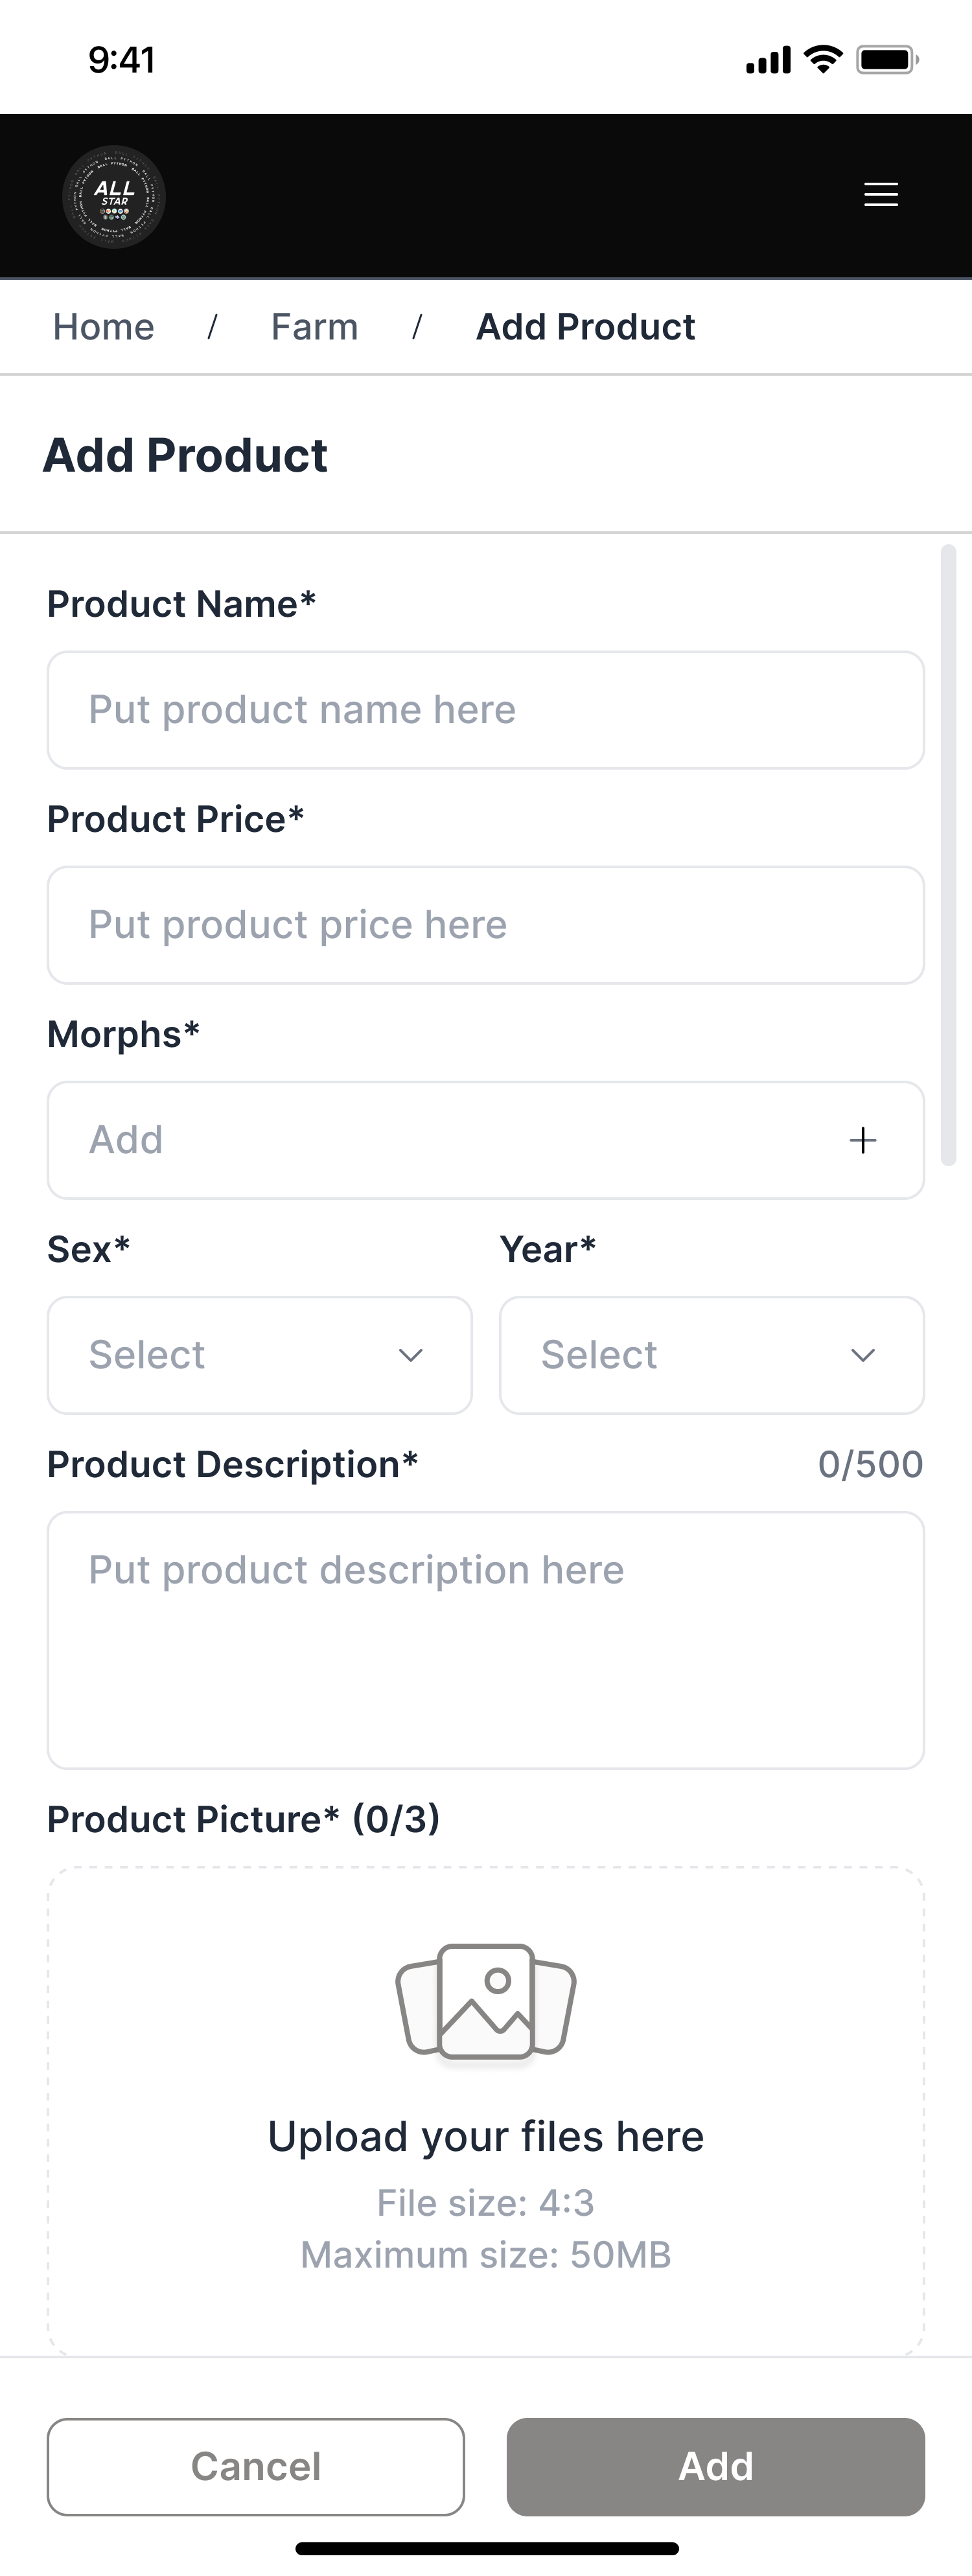 9:41
ALL
STAR
Home / Farm / Add Product
Add Product
Product Name*
Put product name here
Product Price*
Put product price here
Morphs*
Add
Sex* Year*
Select Select
Product Description* 0/500
Put product description here
Product Picture* (0/3)
Upload your files here
File size: 4:3
Maximum size: 50MB
Cancel Add